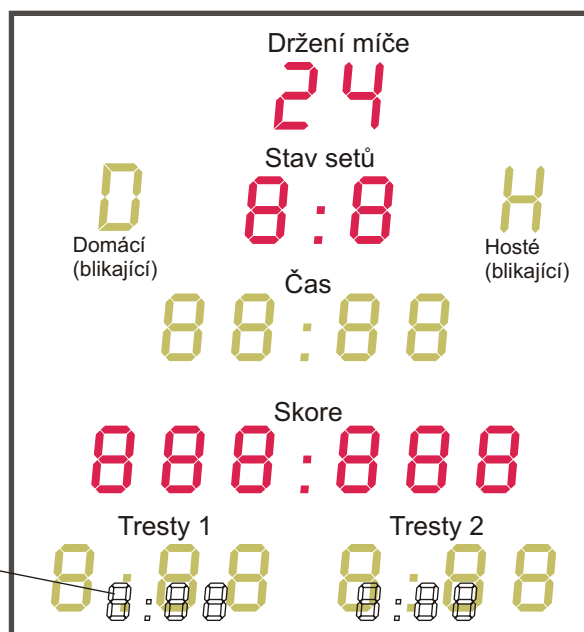 Držení míče
24
Stav setů
D 8:8 H
Domácí
(blikající)
Hosté
(blikající)
Čas
88:88
Skore
888:888
Tresty 1 Tresty 2
8:88 8:88
8:88 8:88